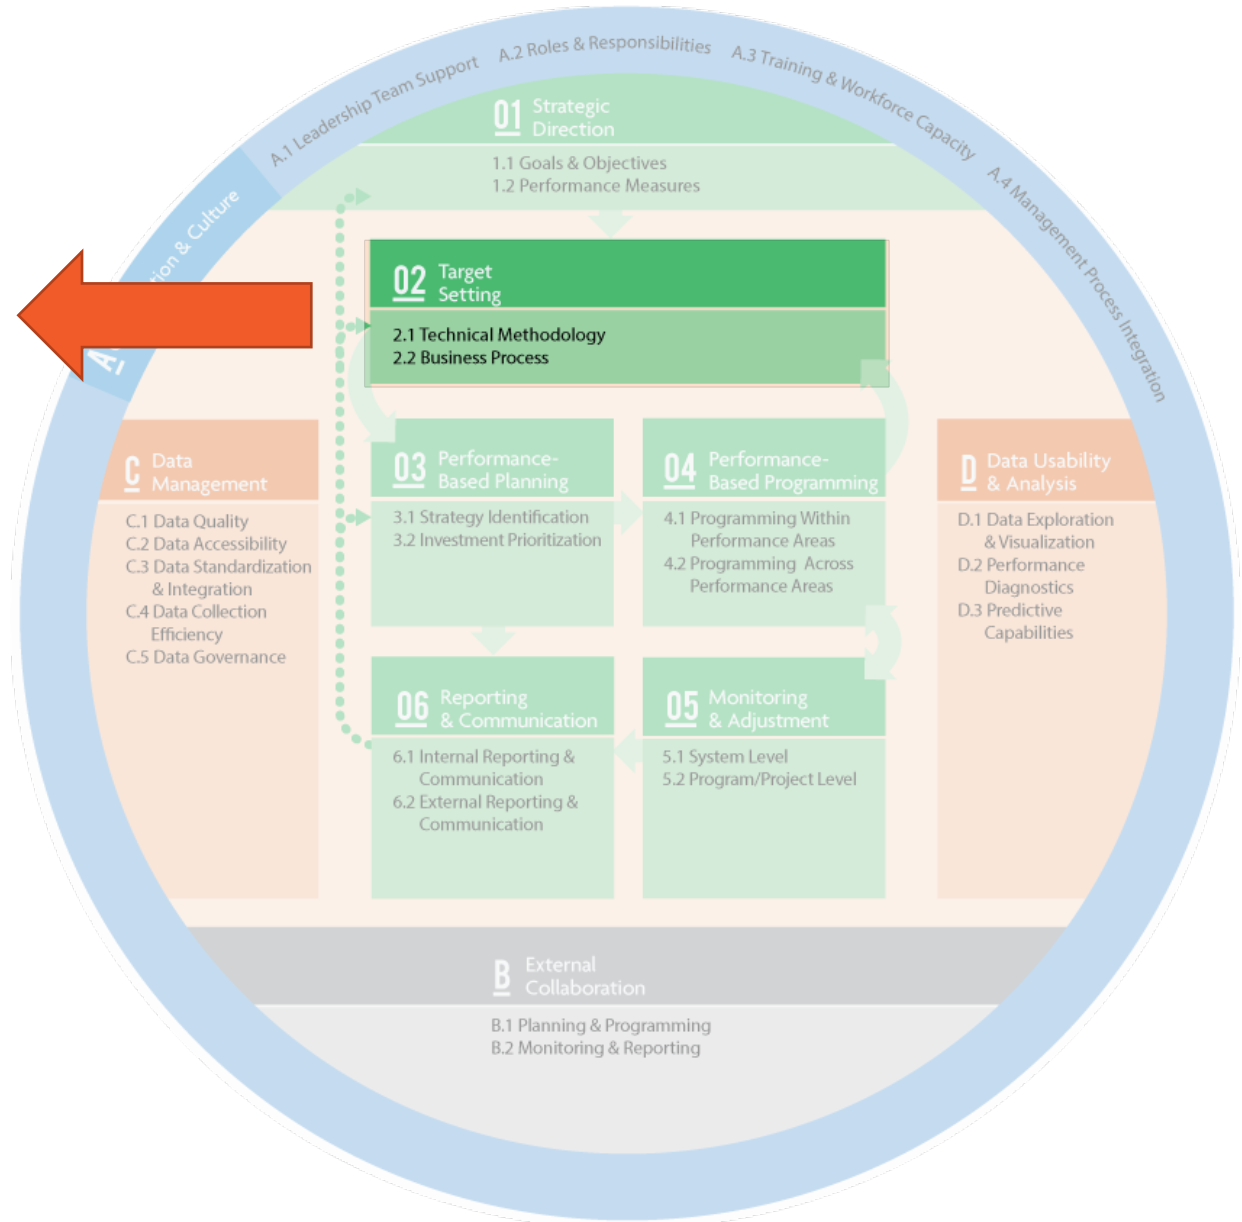 A.1 Leadership Team Support
A.2 Roles & Responsibilities
A.3 Training & Workforce Capacity
A.4 Management Process Integration
A
& Culture
01 Strategic
Direction
1.1 Goals & Objectives
1.2 Performance Measures
02 Target
Setting
2.1 Technical Methodology
2.2 Business Process
C Data
Management
C.1 Data Quality
C.2 Data Accessibility
C.3 Data Standardization
& Integration
C.4 Data Collection
Efficiency
C.5 Data Governance
03 Performance-
Based Planning
3.1 Strategy Identification
3.2 Investment Prioritization
04 Performance-
Based Programming
4.1 Programming Within
Performance Areas
4.2 Programming Across
Performance Areas
D Data Usability
& Analysis
D.1 Data Exploration
& Visualization
D.2 Performance
Diagnostics
D.3 Predictive
Capabilities
06 Reporting
& Communication
6.1 Internal Reporting &
Communication
6.2 External Reporting &
Communication
05 Monitoring
& Adjustment
5.1 System Level
5.2 Program/Project Level
B External
Collaboration
B.1 Planning & Programming
B.2 Monitoring & Reporting